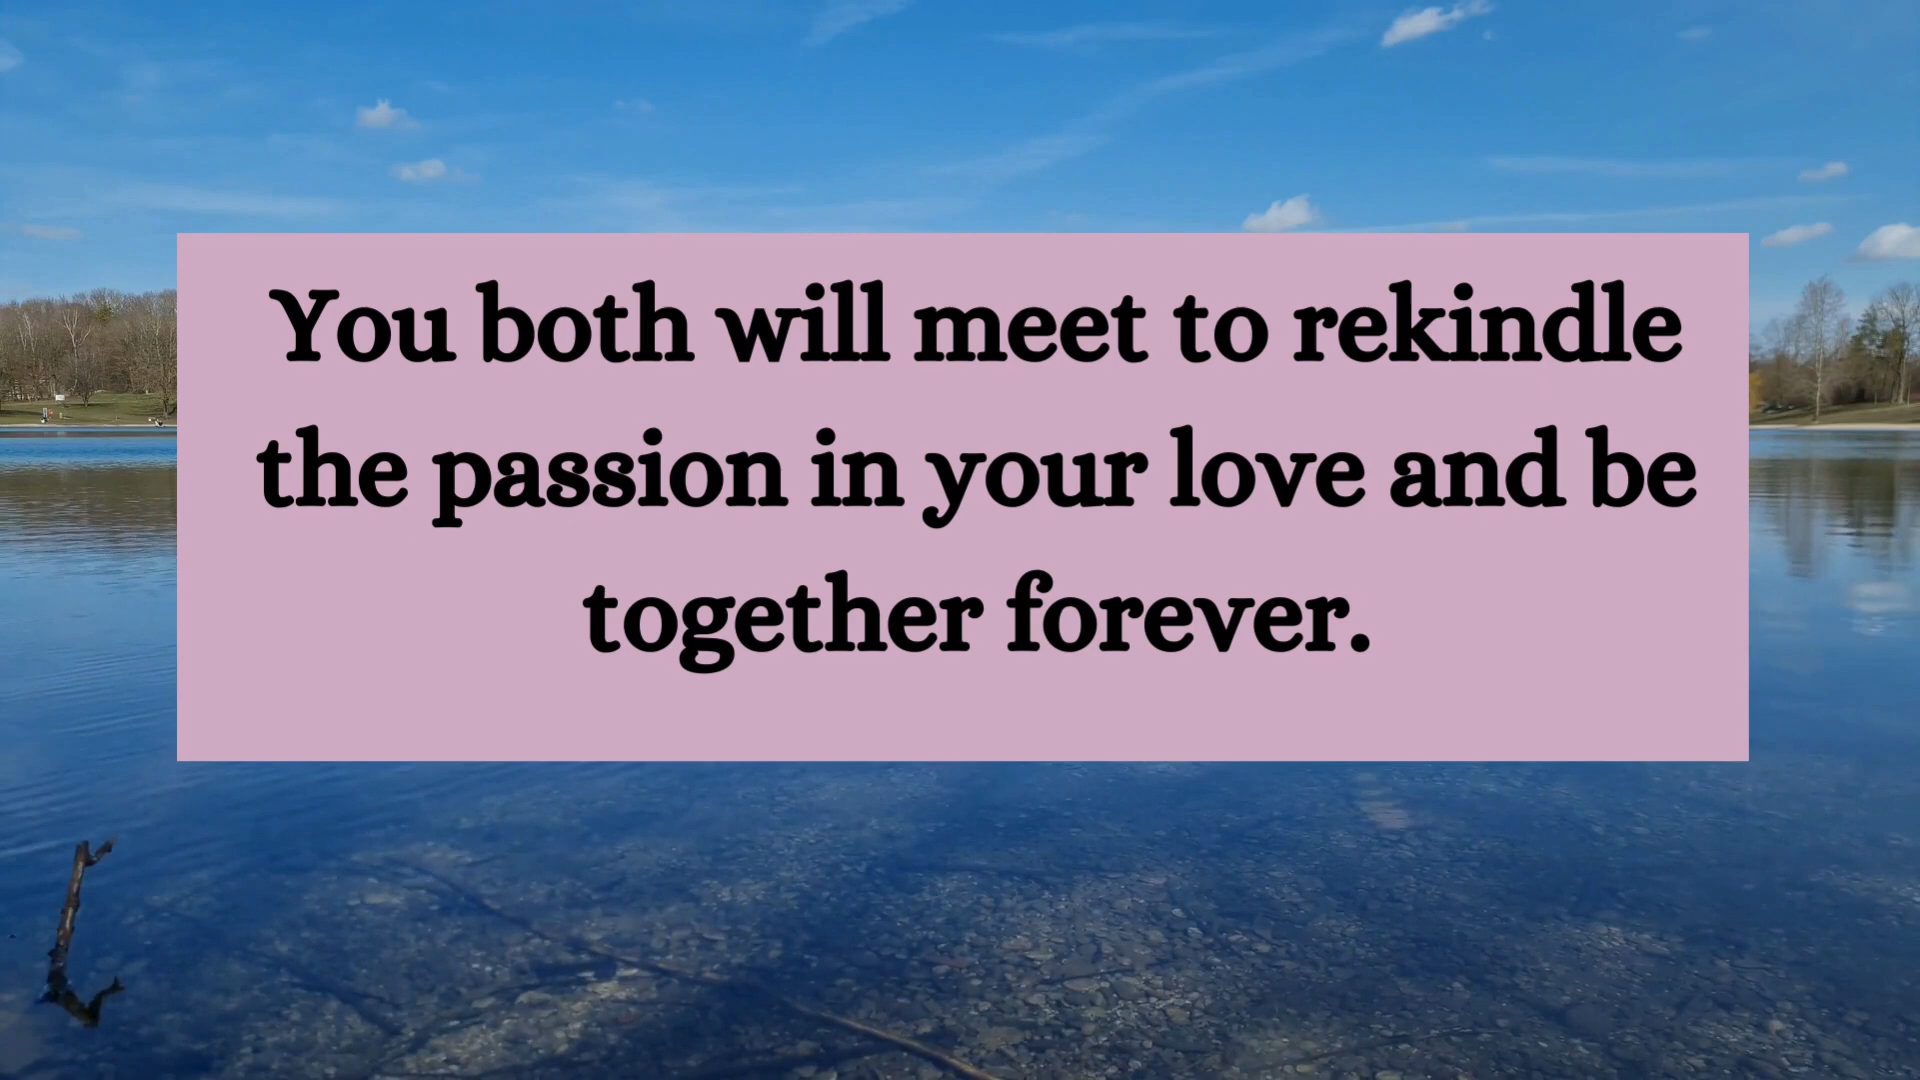 You both will meet to rekindle
the passion in your love and be
together forever.